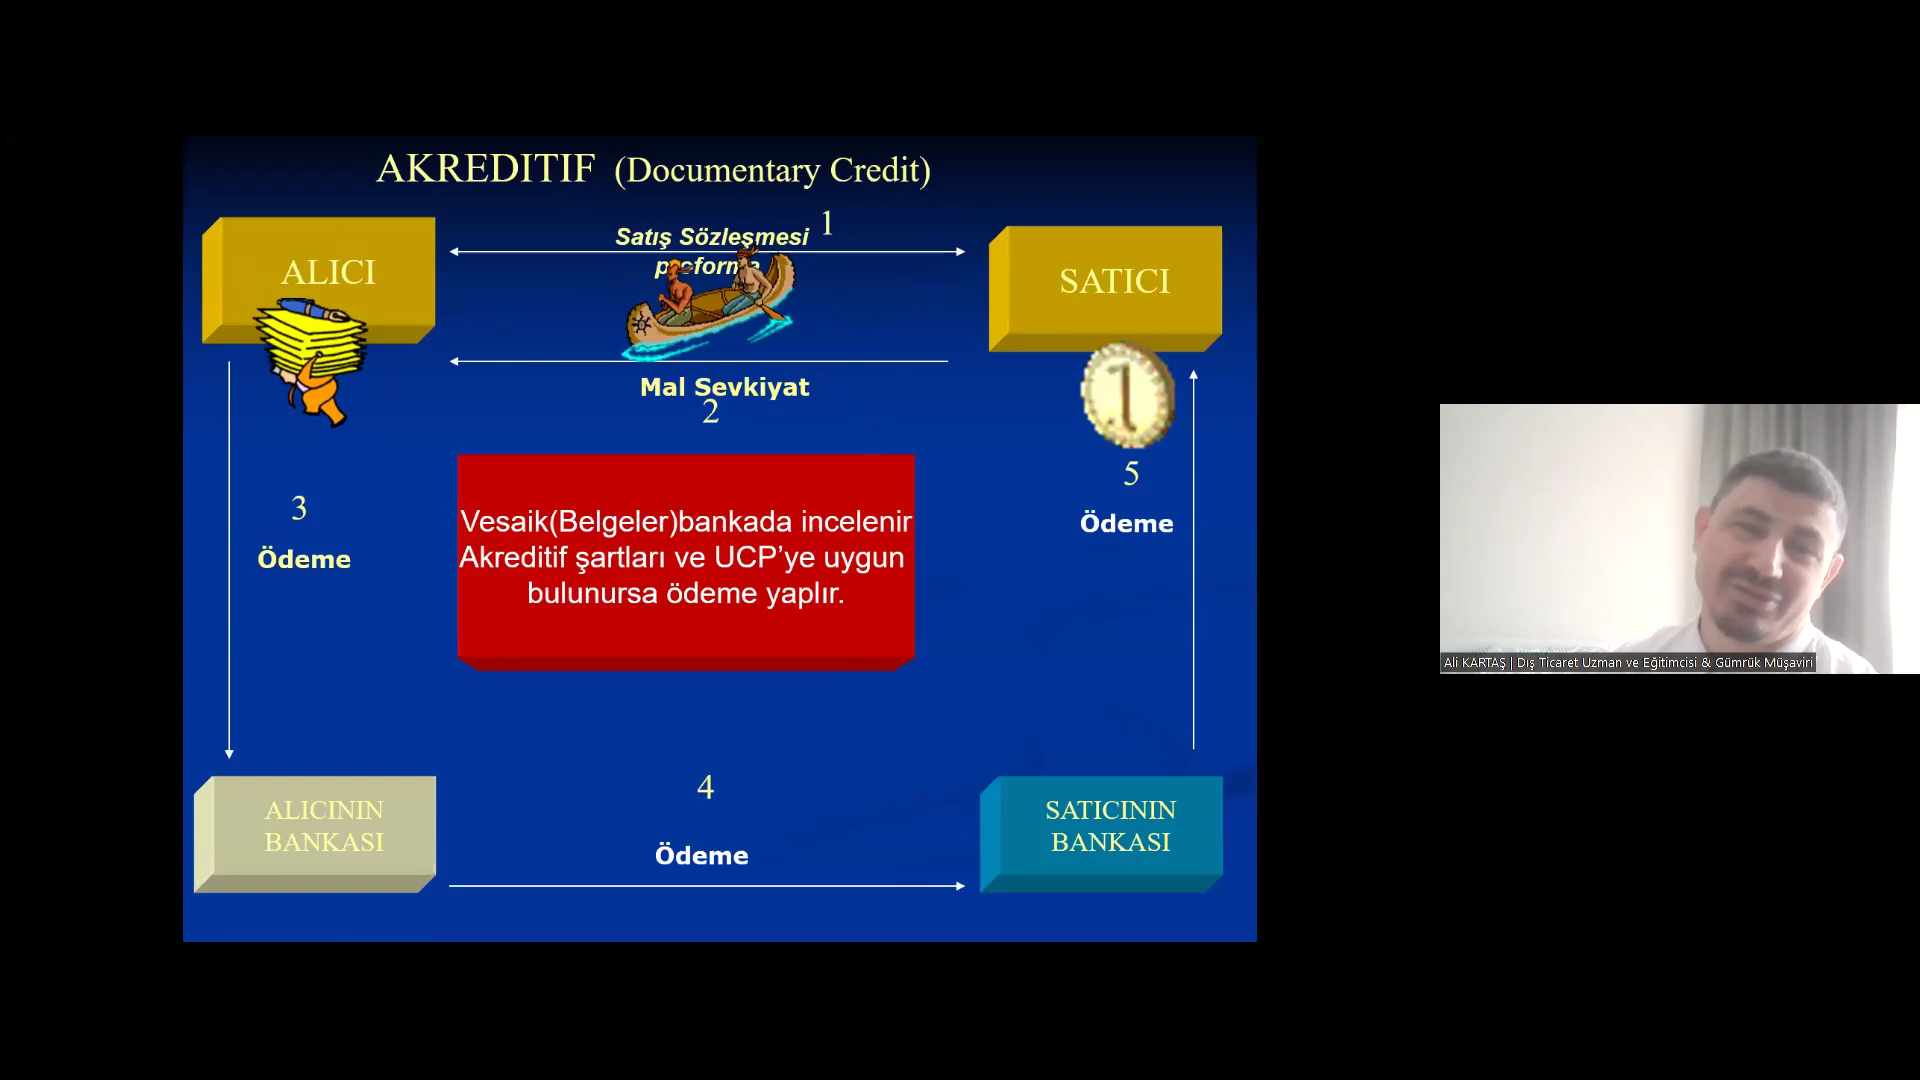 AKREDITIF (Documentary Credit)
1
Satış Sözleşmesi
ALICI
SATICI
Mal Sevkiyat
2
3
Ödeme
5
Ödeme
Vesaik(Belgeler)bankada incelenir
Akreditif şartları ve UCP’ye uygun
bulunursa ödeme yaplır.
4
Ödeme
ALICININ
BANKASI
SATICININ
BANKASI
Ali KARTAŞ | Dış Ticaret Uzman ve Eğitimcisi & Gümrük Müşaviri